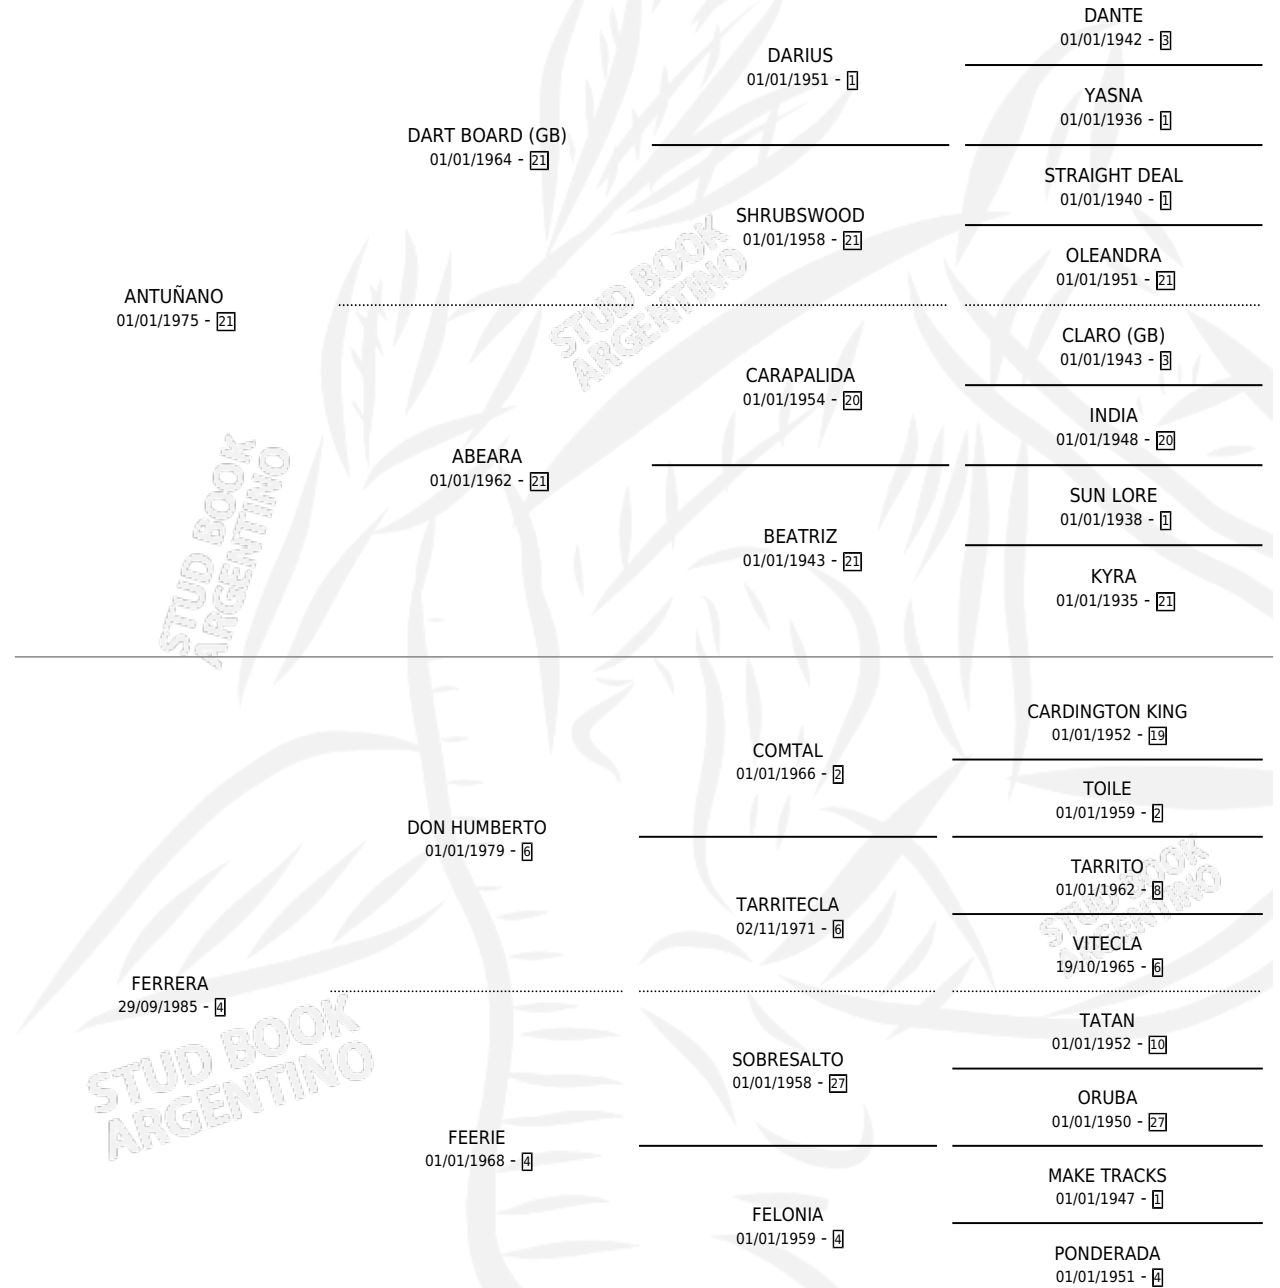 DANTE
01/01/1942 - 3
DARIUS
01/01/1951 - 1
YASNA
01/01/1936 - 1
DART BOARD (GB)
01/01/1964 - 21
STRAIGHT DEAL
01/01/1940 - 1
SHRUBSWOOD
01/01/1958 - 21
OLEANDRA
01/01/1951 - 21
ANTUÑANO
01/01/1975 - 21
STUD BOOK
ARGENTINO
CLARO (GB)
01/01/1943 - 3
CARAPALIDA
01/01/1954 - 20
INDIA
01/01/1948 - 20
ABEARA
01/01/1962 - 21
SUN LORE
01/01/1938 - 1
BEATRIZ
01/01/1943 - 21
KYRA
01/01/1935 - 21
STUD BOOK
ARGENTINO
CARDINGTON KING
01/01/1952 - 19
COMTAL
01/01/1966 - 2
TOILE
01/01/1959 - 2
DON HUMBERTO
01/01/1979 - 6
TARRITO
01/01/1962 - 8
TARRITECLA
02/11/1971 - 6
VITECLA
19/10/1965 - 6
STUD BOOK
ARGENTINO
FERRERA
29/09/1985 - 4
TATAN
01/01/1952 - 10
SOBRESALTO
01/01/1958 - 27
ORUBA
01/01/1950 - 27
STUD BOOK
ARGENTINO
FEERIE
01/01/1968 - 4
MAKE TRACKS
01/01/1947 - 1
FELONIA
01/01/1959 - 4
PONDERADA
01/01/1951 - 4